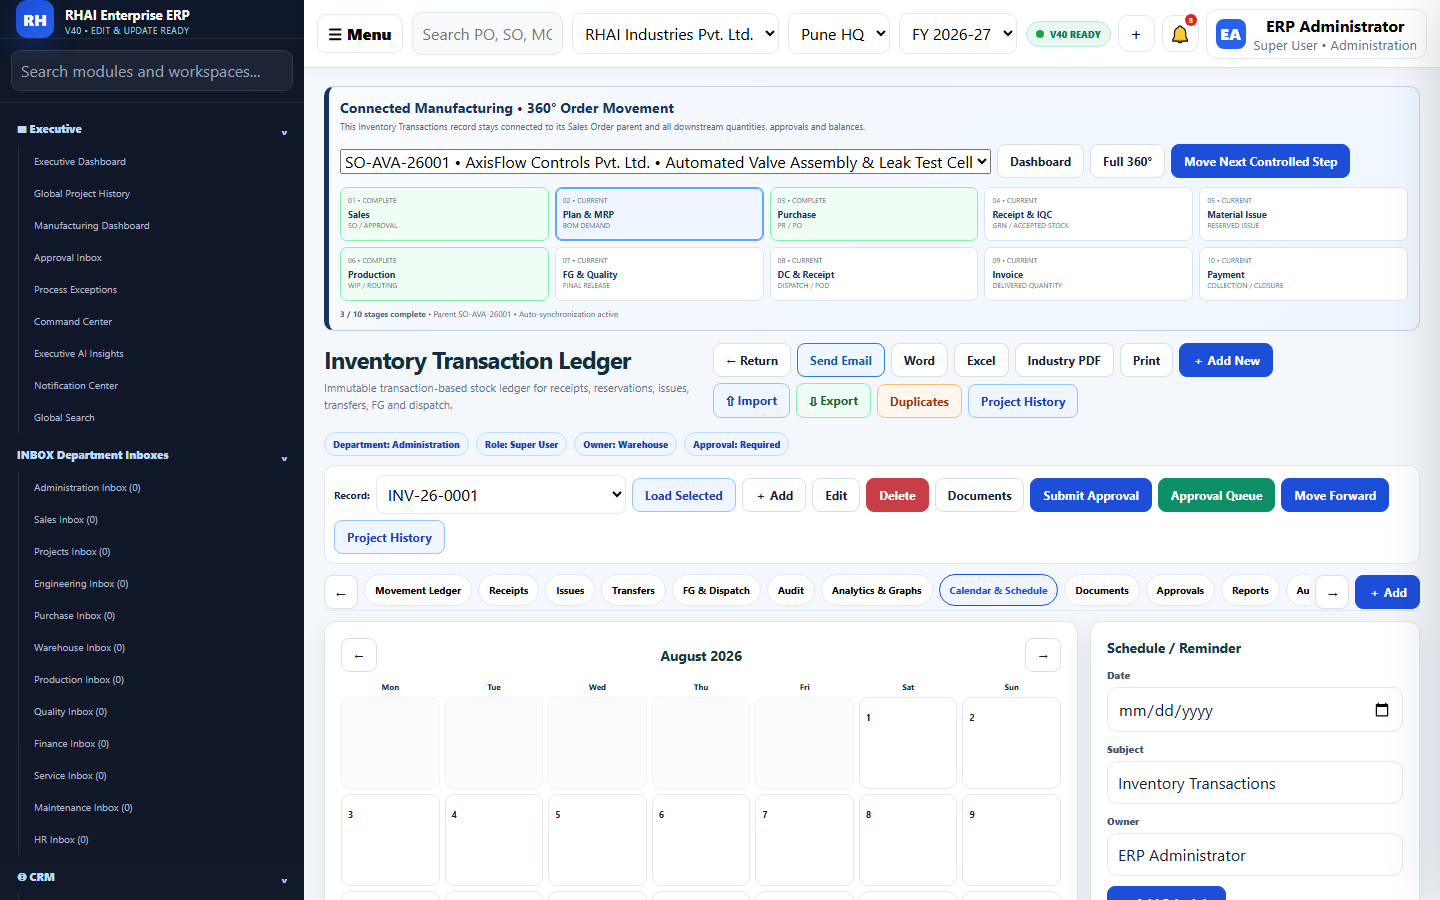 RH
RHAI Enterprise ERP
V40 • EDIT & UPDATE READY
Search modules and workspaces...
Executive
Executive Dashboard
Global Project History
Manufacturing Dashboard
Approval Inbox
Process Exceptions
Command Center
Executive AI Insights
Notification Center
Global Search
INBOX Department Inboxes
Administration Inbox (0)
Sales Inbox (0)
Projects Inbox (0)
Engineering Inbox (0)
Purchase Inbox (0)
Warehouse Inbox (0)
Production Inbox (0)
Quality Inbox (0)
Finance Inbox (0)
Service Inbox (0)
Maintenance Inbox (0)
HR Inbox (0)
CRM
☰ Menu
Search PO, SO, MO
RHAI Industries Pvt. Ltd.
Pune HQ
FY 2026-27
V40 READY
+
8
EA
ERP Administrator
Super User • Administration
Connected Manufacturing • 360° Order Movement
This Inventory Transactions record stays connected to its Sales Order parent and all downstream quantities, approvals and balances.
SO-AVA-26001 • AxisFlow Controls Pvt. Ltd. • Automated Valve Assembly & Leak Test Cell
Dashboard
Full 360°
Move Next Controlled Step
01 • COMPLETE
Sales
SO / APPROVAL
02 • CURRENT
Plan & MRP
BOM DEMAND
03 • COMPLETE
Purchase
PR / PO
04 • CURRENT
Receipt & IQC
GRN / ACCEPTED STOCK
05 • CURRENT
Material Issue
RESERVED ISSUE
06 • COMPLETE
Production
WIP / ROUTING
07 • CURRENT
FG & Quality
FINAL RELEASE
08 • CURRENT
DC & Receipt
DISPATCH / POD
09 • CURRENT
Invoice
DELIVERED QUANTITY
10 • CURRENT
Payment
COLLECTION / CLOSURE
3 / 10 stages complete • Parent SO-AVA-26001 • Auto-synchronization active
Inventory Transaction Ledger
Immutable transaction-based stock ledger for receipts, reservations, issues,
transfers, FG and dispatch.
← Return
Send Email
Word
Excel
Industry PDF
Print
+ Add New
⇧ Import
⇩ Export
Duplicates
Project History
Department: Administration
Role: Super User
Owner: Warehouse
Approval: Required
Record:
INV-26-0001
Load Selected
+ Add
Edit
Delete
Documents
Submit Approval
Approval Queue
Move Forward
Project History
←
Movement Ledger
Receipts
Issues
Transfers
FG & Dispatch
Audit
Analytics & Graphs
Calendar & Schedule
Documents
Approvals
Reports
Au
→
+ Add
←
August 2026
→
Mon
Tue
Wed
Thu
Fri
Sat
Sun
1
2
3
4
5
6
7
8
9
Schedule / Reminder
Date
mm/dd/yyyy
Subject
Inventory Transactions
Owner
ERP Administrator